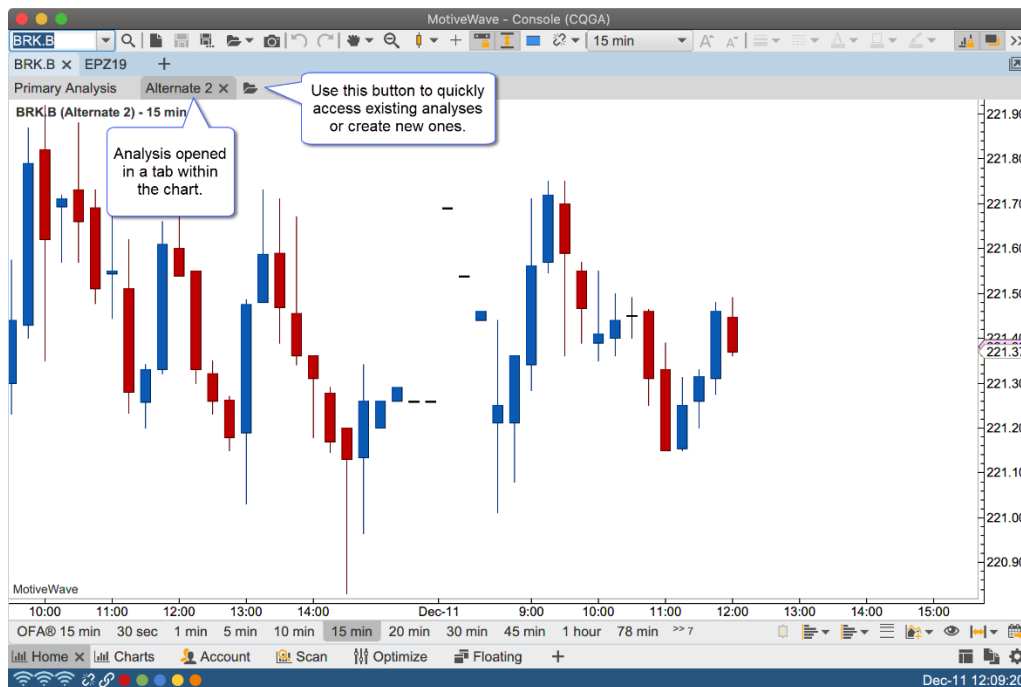 MotiveWave - Console (CQGA)
BRK.B
15 min
BRK.B × EPZ19 +
Primary Analysis Alternate 2 ×
Use this button to quickly
access existing analyses
or create new ones.
BRK.B (Alternate 2) - 15 min
Analysis opened
in a tab within
the chart.
221.90
221.80
221.70
221.60
221.50
221.40
221.37
221.30
221.20
221.10
221.00
220.90
MotiveWave
10:00 11:00 12:00 13:00 14:00 Dec-11 9:00 10:00 11:00 12:00 13:00 14:00 15:00
OFA® 15 min 30 sec 1 min 5 min 10 min 15 min 20 min 30 min 45 min 1 hour 78 min >> 7
Home × Charts Account Scan Optimize Floating +
Dec-11 12:09:20